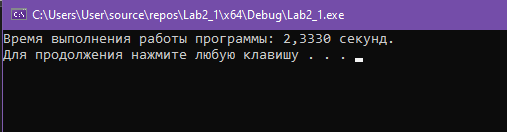 C:\Users\User\source\repos\Lab2_1\x64\Debug\Lab2_1.exe
Время выполнения работы программы: 2,3330 секунд.
Для продолжения нажмите любую клавишу . . .